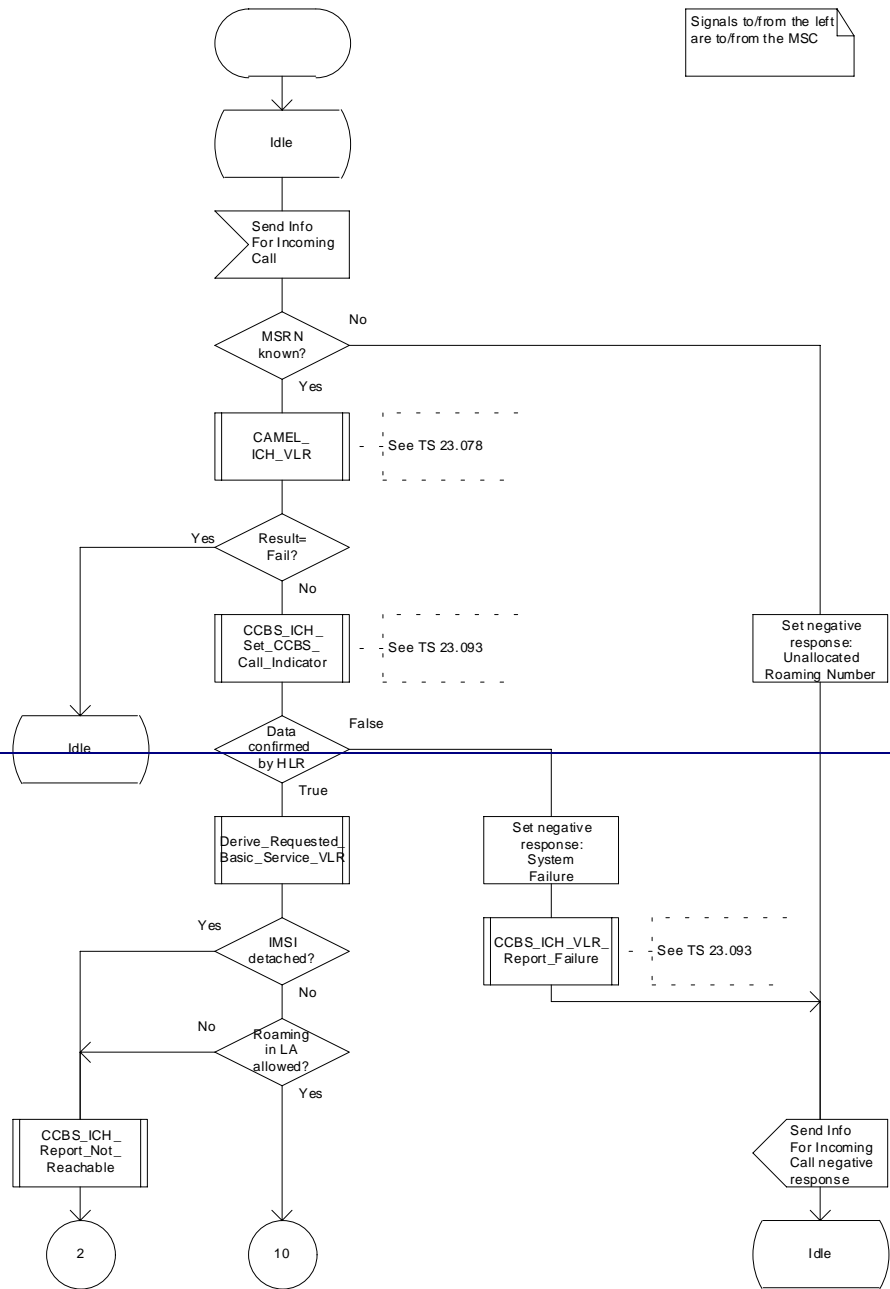 Signals to/from the left
are to/from the MSC
Idle
Send Info
For Incoming
Call
No
MSRN
known?
Yes
CAMEL_
ICH_VLR
See TS 23.078
Yes
Result=
Fail?
No
CCBS_ICH_
Set_CCBS_
Call_Indicator
See TS 23.093
Set negative
response:
Unallocated
Roaming Number
Idle
Data
confirmed
by HLR
False
True
Derive_Requested_
Basic_Service_VLR
Set negative
response:
System
Failure
Yes
IMSI
detached?
No
CCBS_ICH_VLR_
Report_Failure
See TS 23.093
No
Roaming
in LA
allowed?
Yes
CCBS_ICH_
Report_Not_
Reachable
Send Info
For Incoming
Call negative
response
2
10
Idle